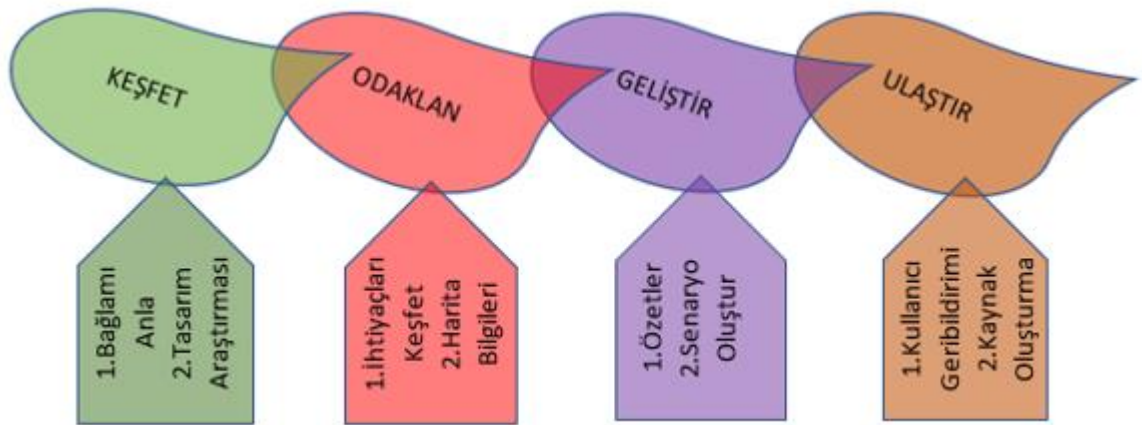 KEŞFET
ODAKLAN
GELİŞTİR
ULAŞTIR
1.Bağlamı
Anla
2.Tasarım
Araştırması
1.İhtiyaçları
Keşfet
2.Harita
Bilgileri
1.Özetler
2.Senaryo
Oluştur
1.Kullanıcı
Geribildirimi
2.Kaynak
Oluşturma